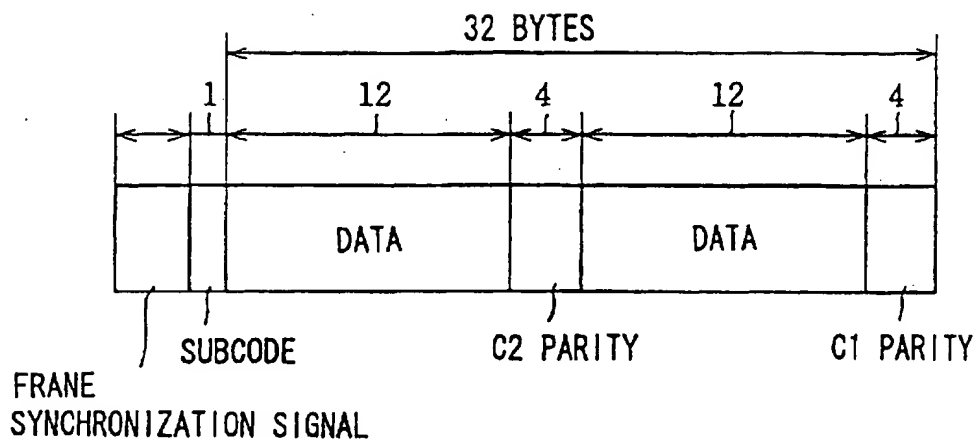 32 BYTES
1 12 4 12 4
DATA DATA
SUBCODE C2 PARITY C1 PARITY
FRANE
SYNCHRONIZATION SIGNAL